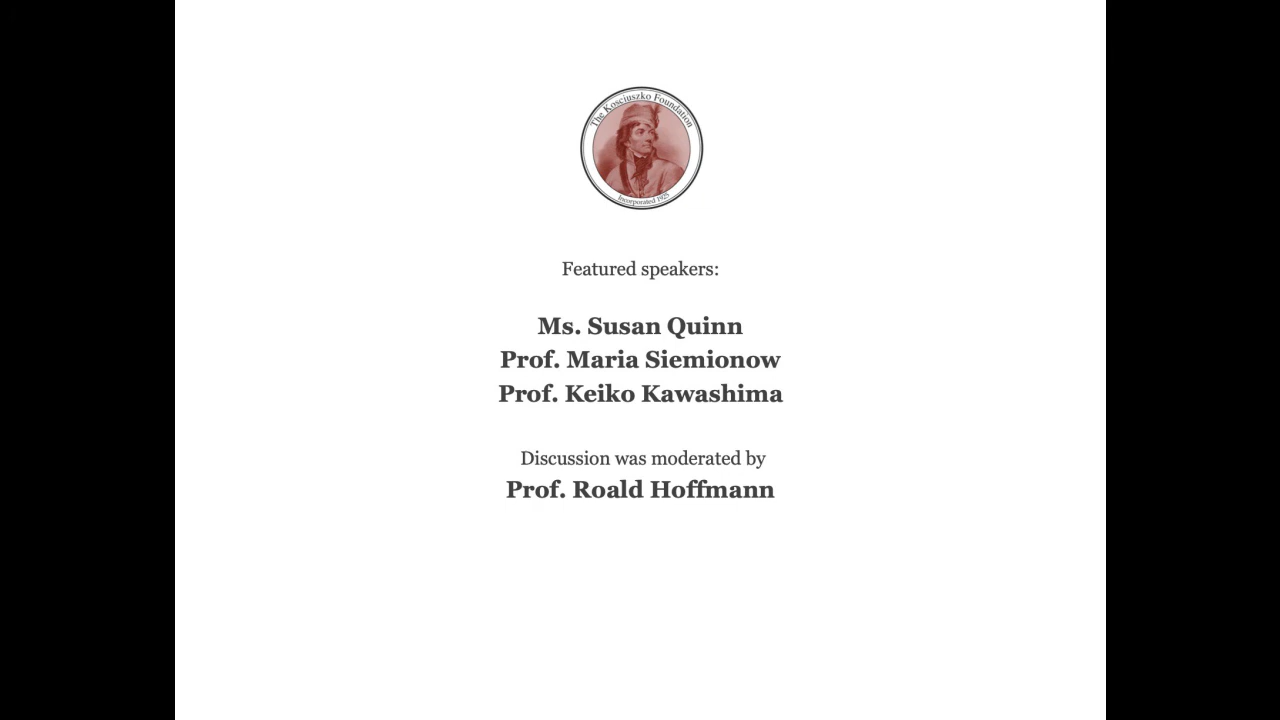 The Kosciuszko Foundation
Incorporated 1925
Featured speakers:
Ms. Susan Quinn
Prof. Maria Siemionow
Prof. Keiko Kawashima
Discussion was moderated by
Prof. Roald Hoffmann